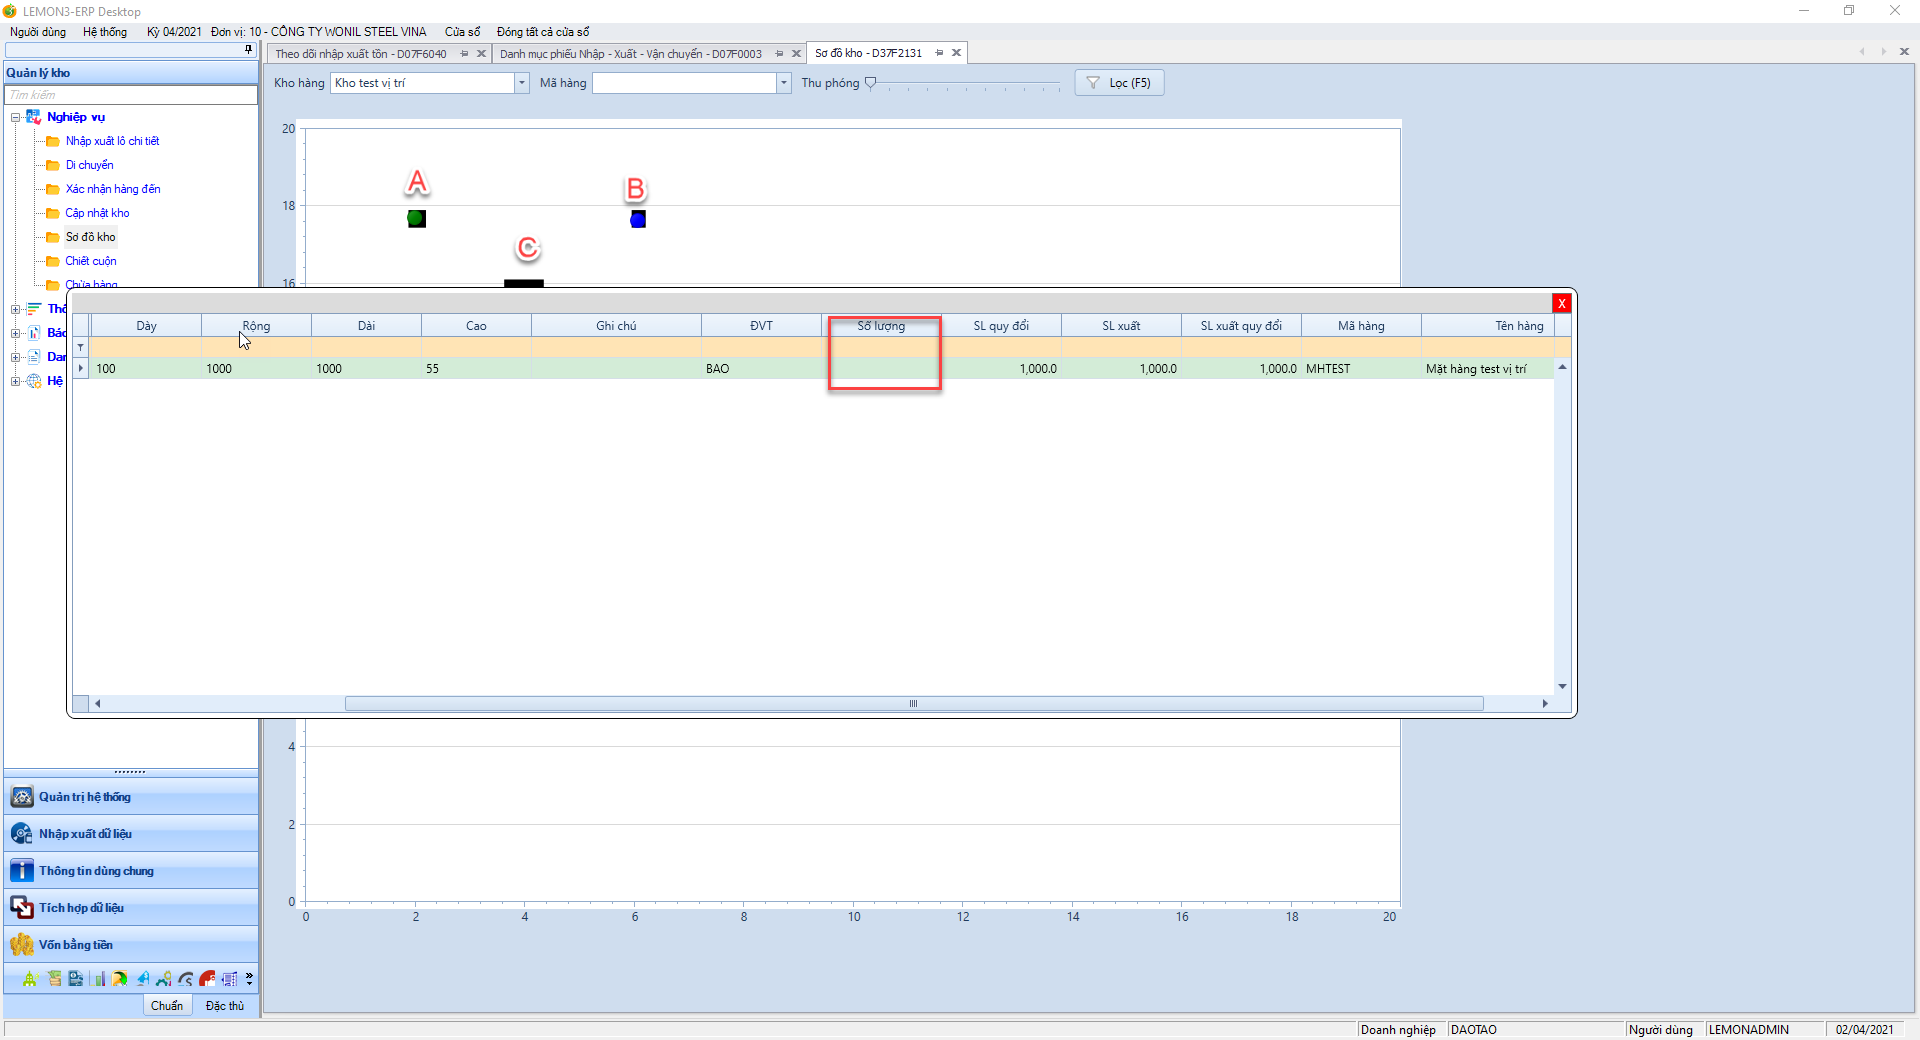 LEMON3-ERP Desktop
Người dùng Hệ thống Kỳ 04/2021 Đơn vị: 10 - CÔNG TY WONIL STEEL VINA Cửa sổ Đóng tất cả cửa sổ
Theo dõi nhập xuất tồn - D07F6040 Danh mục phiếu Nhập - Xuất - Vận chuyển - D07F0003 Sơ đồ kho - D37F2131
Quản lý kho
Kho hàng Kho test vị trí Mã hàng Thu phóng Lọc (F5)
Tìm kiếm
Nghiệp vụ
Nhập xuất lô chi tiết
Di chuyển
Xác nhận hàng đến
Cập nhật kho
Sơ đồ kho
Chiết cuộn
Chừa hàng
Thô
Báo
Dan
Hệ
20
A
B
18
C
16
X
Dày Rộng Dài Cao Ghi chú ĐVT Số lượng SL quy đổi SL xuất SL xuất quy đổi Mã hàng Tên hàng
100 1000 1000 55 BAO 1,000.0 1,000.0 1,000.0 MHTEST Mặt hàng test vị trí
4
2
0
0 2 4 6 8 10 12 14 16 18 20
Quản trị hệ thống
Nhập xuất dữ liệu
Thông tin dùng chung
Tích hợp dữ liệu
Vốn bằng tiền
Chuẩn Đặc thù
Doanh nghiệp DAOTAO Người dùng LEMONADMIN 02/04/2021